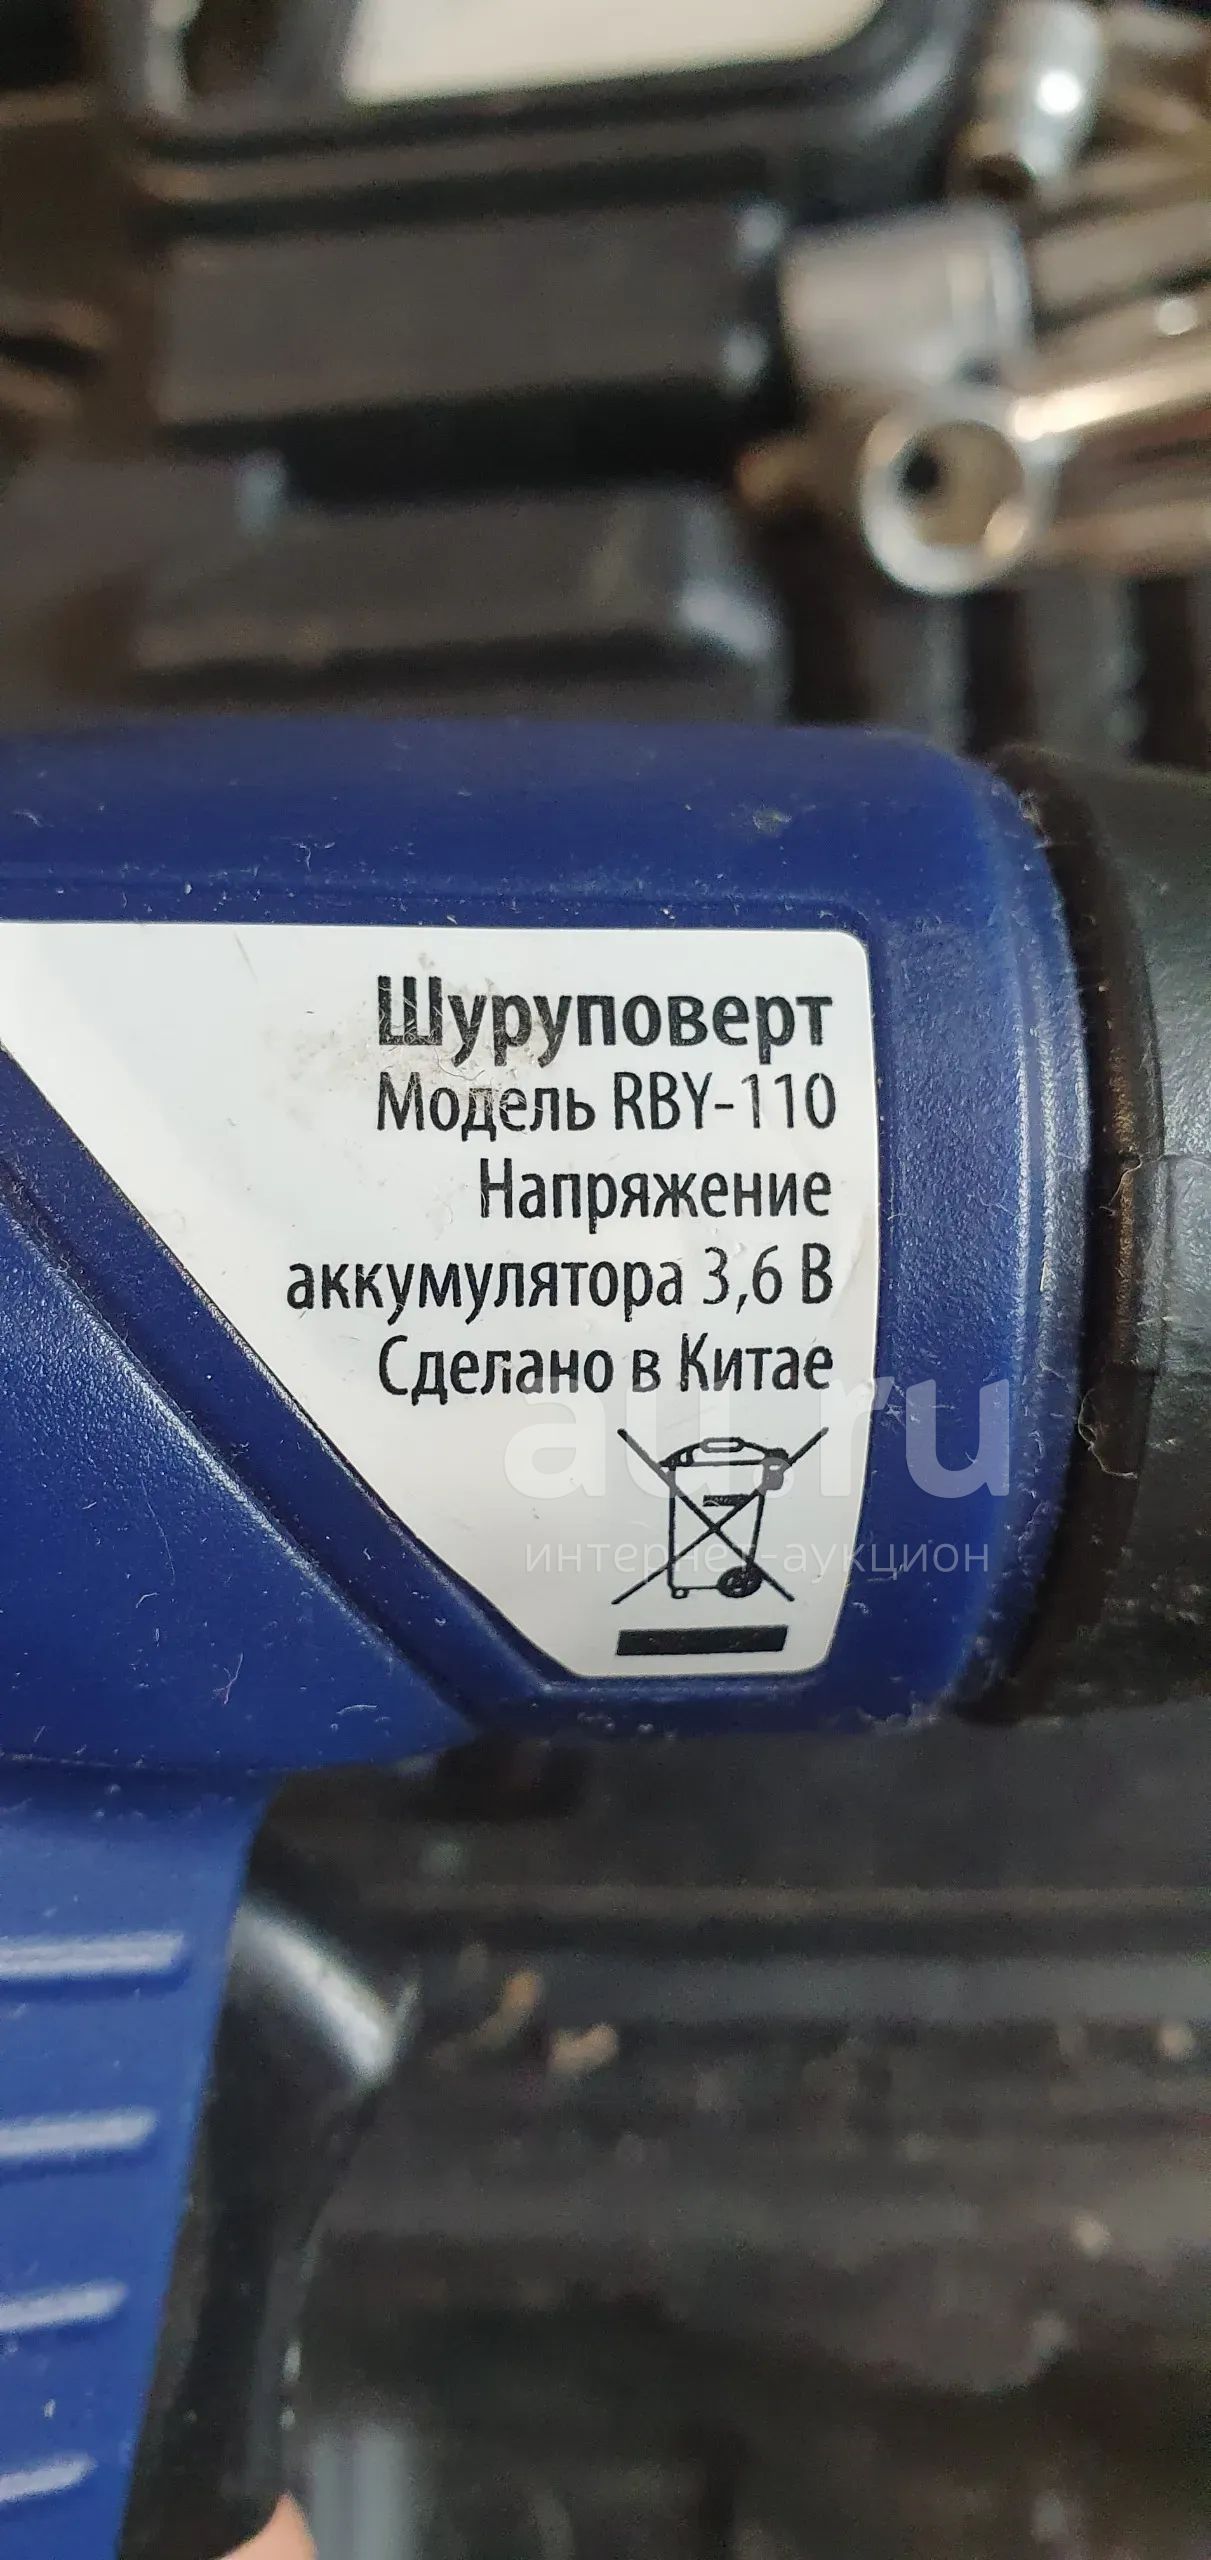 Шуруповерт
Модель RBY-110
Напряжение
аккумулятора 3,6 В
Сделано в Китае
au.ru
интернет-аукцион